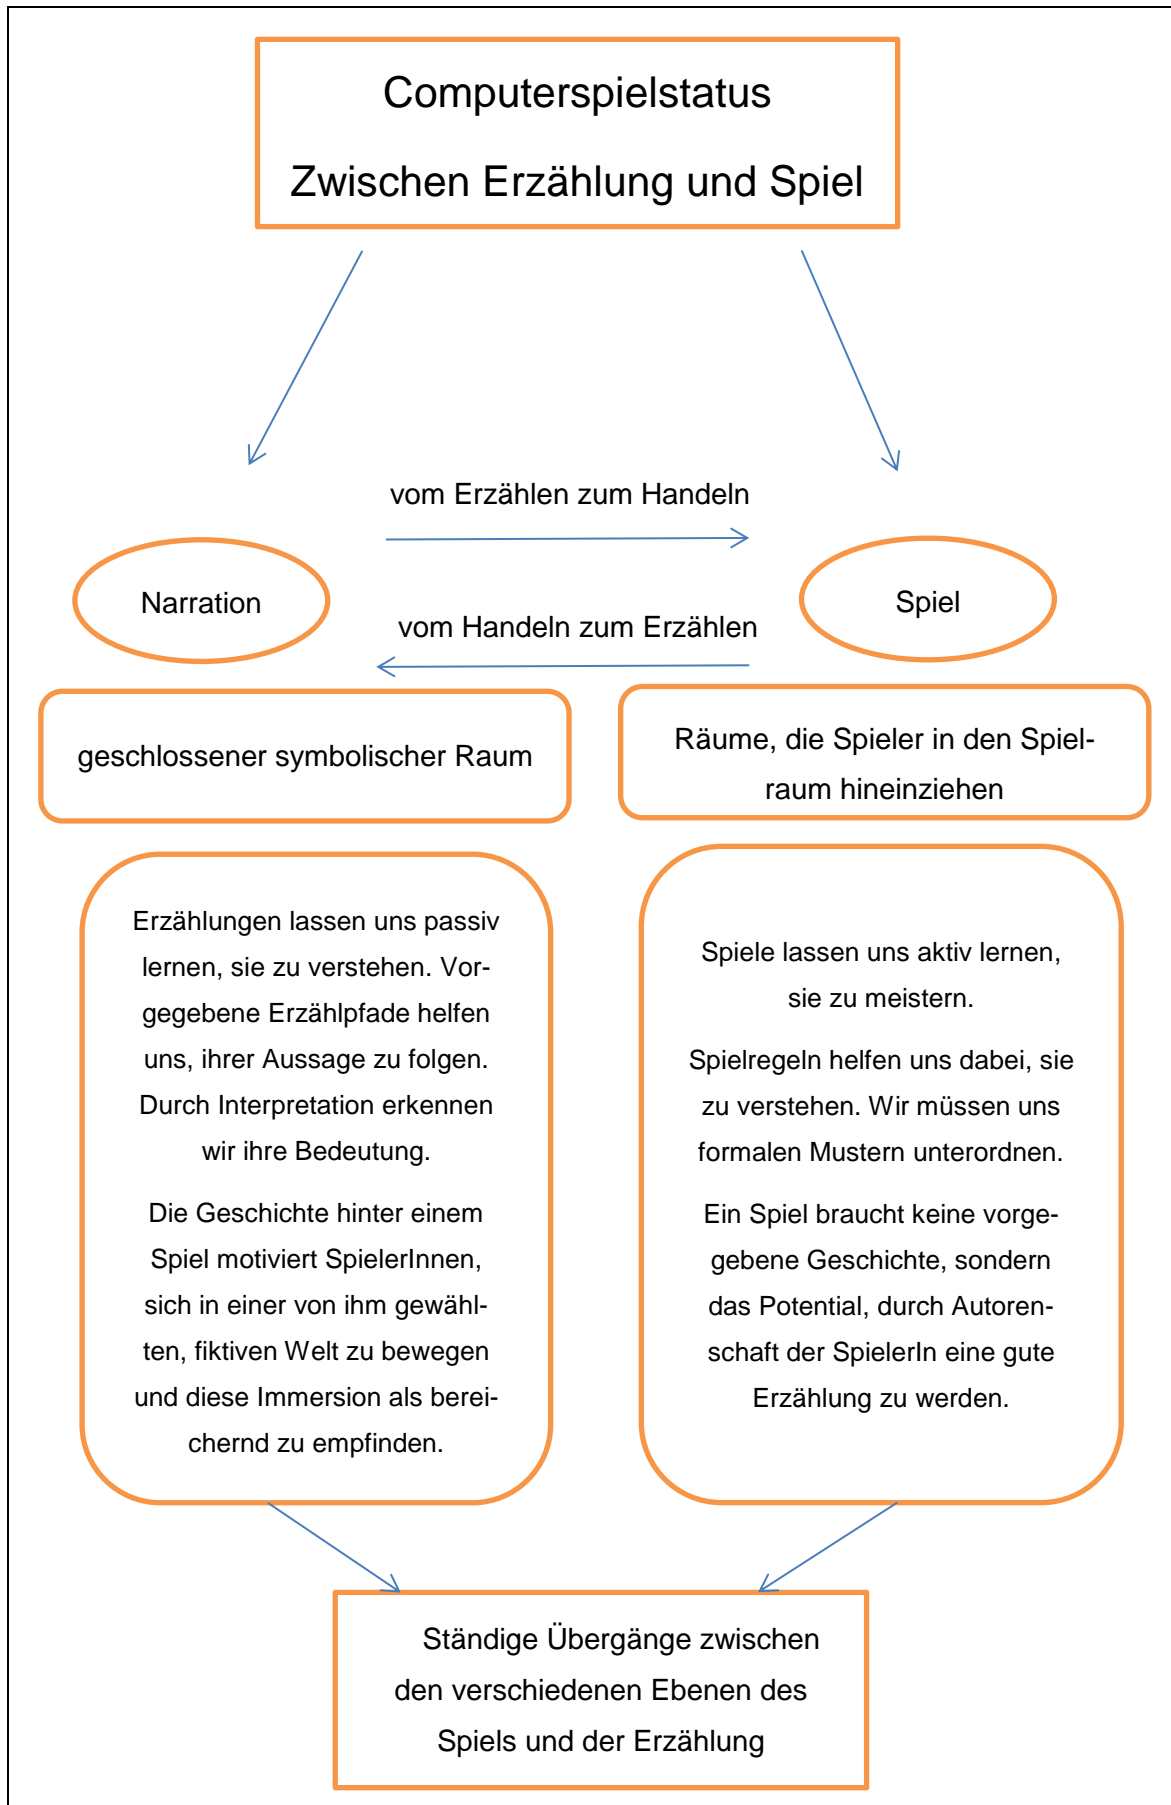 Computerspielstatus
Zwischen Erzählung und Spiel
vom Erzählen zum Handeln
Narration
Spiel
vom Handeln zum Erzählen
geschlossener symbolischer Raum
Räume, die Spieler in den Spiel-
raum hineinziehen
Erzählungen lassen uns passiv
lernen, sie zu verstehen. Vor-
gegebene Erzählpfade helfen
uns, ihrer Aussage zu folgen.
Durch Interpretation erkennen
wir ihre Bedeutung.
Die Geschichte hinter einem
Spiel motiviert SpielerInnen,
sich in einer von ihm gewähl-
ten, fiktiven Welt zu bewegen
und diese Immersion als berei-
chernd zu empfinden.
Spiele lassen uns aktiv lernen,
sie zu meistern.
Spielregeln helfen uns dabei, sie
zu verstehen. Wir müssen uns
formalen Mustern unterordnen.
Ein Spiel braucht keine vorge-
gebene Geschichte, sondern
das Potential, durch Autoren-
schaft der SpielerIn eine gute
Erzählung zu werden.
Ständige Übergänge zwischen
den verschiedenen Ebenen des
Spiels und der Erzählung